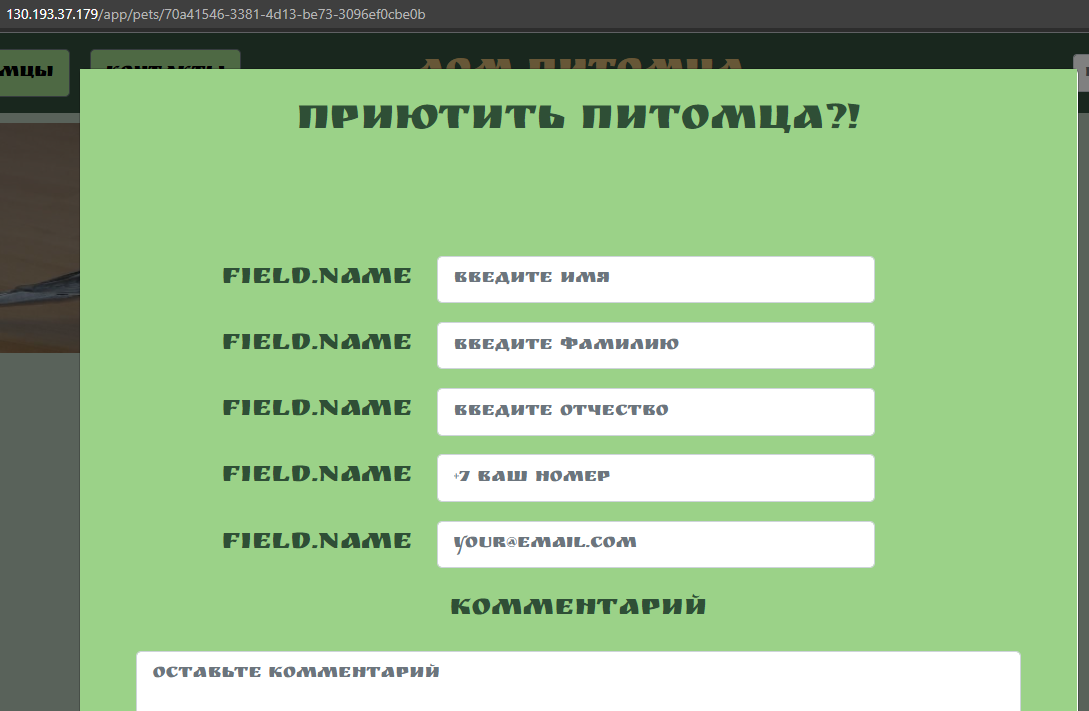 130.193.37.179/app/pets/70a41546-3381-4d13-be73-3096ef0cbe0b
ПРИЮТИТЬ ПИТОМЦА?!
FIELD.NAME ВВЕДИТЕ ИМЯ
FIELD.NAME ВВЕДИТЕ ФАМИЛИЮ
FIELD.NAME ВВЕДИТЕ ОТЧЕСТВО
FIELD.NAME +7 ВАШ НОМЕР
FIELD.NAME YOUR@EMAIL.COM
КОММЕНТАРИЙ
ОСТАВЬТЕ КОММЕНТАРИЙ